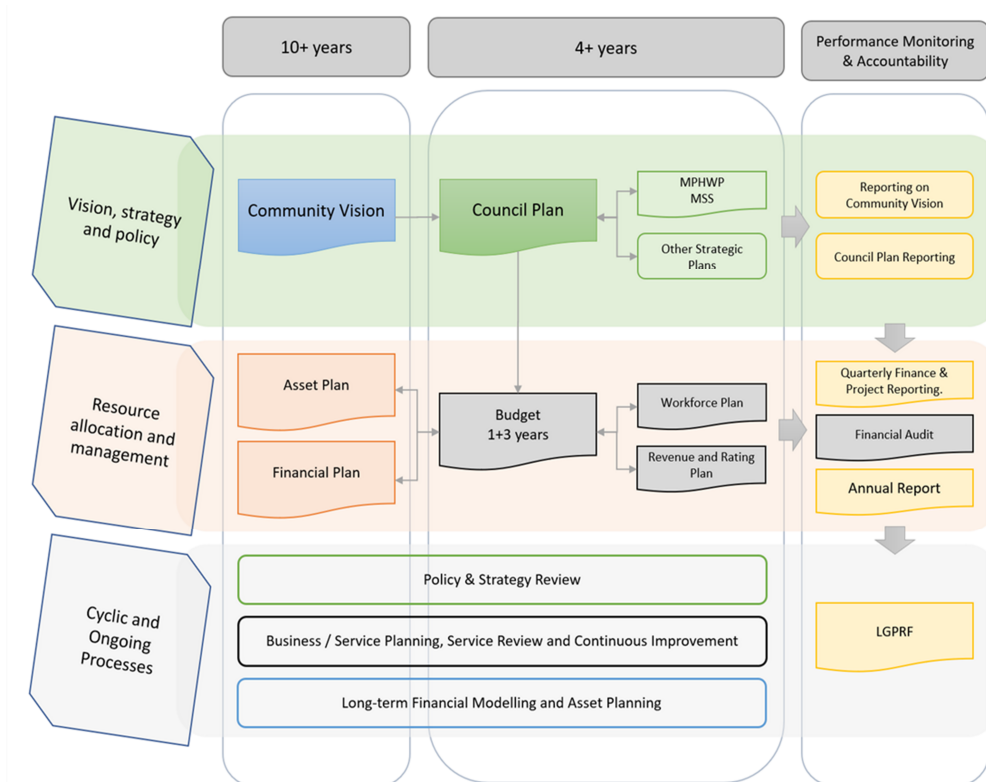 10+ years
4+ years
Performance Monitoring
& Accountability
Vision, strategy
and policy
Community Vision
Council Plan
MPHWP
MSS
Other Strategic
Plans
Reporting on
Community Vision
Council Plan Reporting
Resource
allocation and
management
Asset Plan
Financial Plan
Budget
1+3 years
Workforce Plan
Revenue and Rating
Plan
Quarterly Finance &
Project Reporting.
Financial Audit
Annual Report
Cyclic and
Ongoing
Processes
Policy & Strategy Review
Business / Service Planning, Service Review and Continuous Improvement
Long-term Financial Modelling and Asset Planning
LGPRF